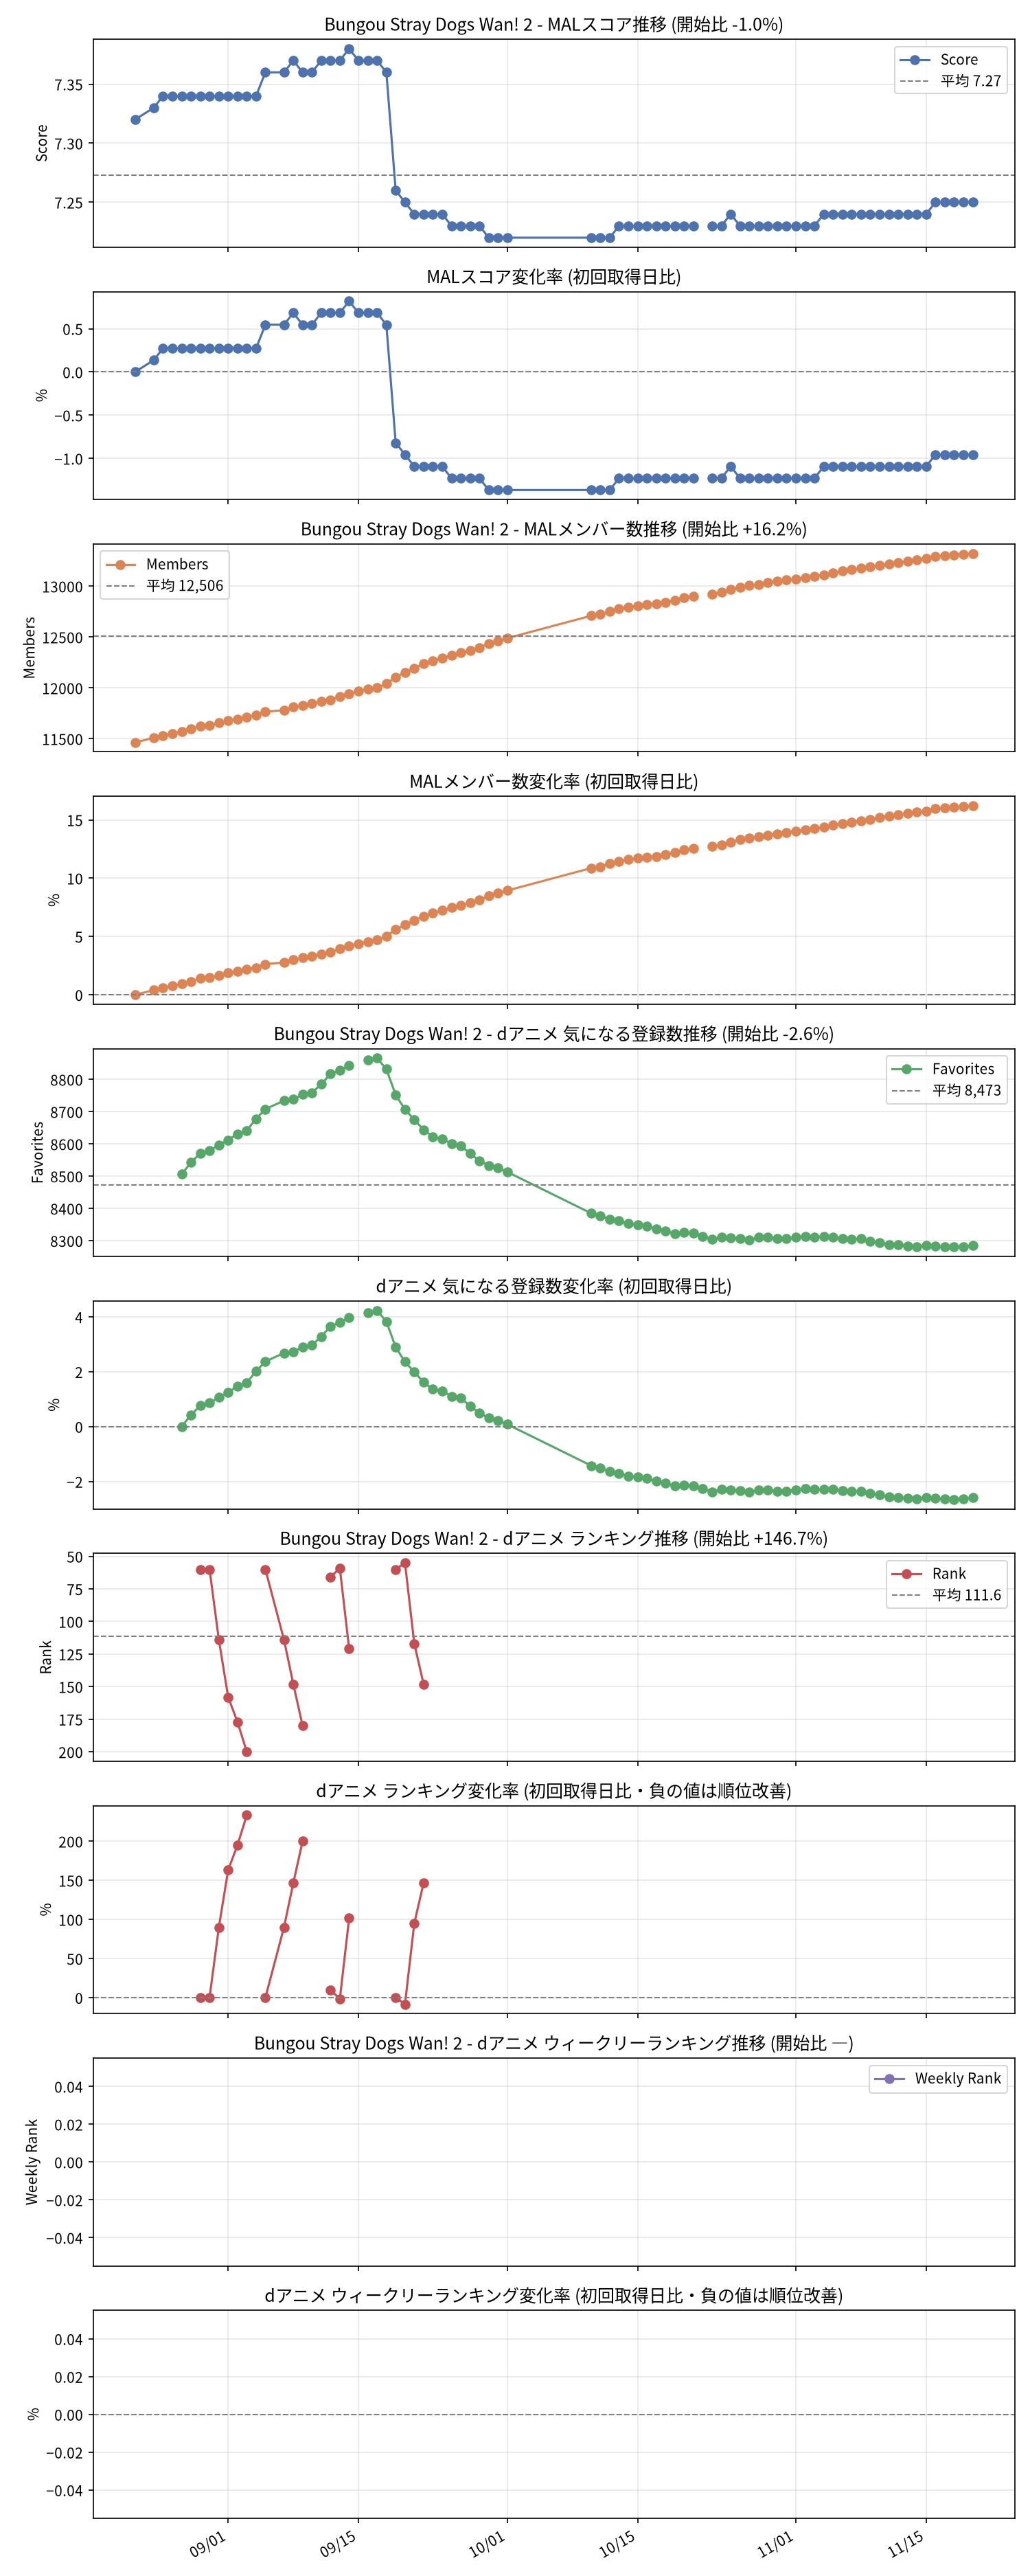 Bungou Stray Dogs Wan! 2 - MALスコア推移 (開始比 -1.0%)
Score
平均 7.27
7.35
7.30
7.25
Score
MALスコア変化率 (初回取得日比)
0.5
0.0
−0.5
−1.0
%
Bungou Stray Dogs Wan! 2 - MALメンバー数推移 (開始比 +16.2%)
Members
平均 12,506
13000
12500
12000
11500
Members
MALメンバー数変化率 (初回取得日比)
15
10
5
0
%
Bungou Stray Dogs Wan! 2 - dアニメ 気になる登録数推移 (開始比 -2.6%)
Favorites
平均 8,473
8800
8700
8600
8500
8400
8300
Favorites
dアニメ 気になる登録数変化率 (初回取得日比)
4
2
0
−2
%
Bungou Stray Dogs Wan! 2 - dアニメ ランキング推移 (開始比 +146.7%)
Rank
平均 111.6
50
75
100
125
150
175
200
Rank
dアニメ ランキング変化率 (初回取得日比・負の値は順位改善)
200
150
100
50
0
%
Bungou Stray Dogs Wan! 2 - dアニメ ウィークリーランキング推移 (開始比 —)
Weekly Rank
0.04
0.02
0.00
−0.02
−0.04
Weekly Rank
dアニメ ウィークリーランキング変化率 (初回取得日比・負の値は順位改善)
0.04
0.02
0.00
−0.02
−0.04
%
09/01
09/15
10/01
10/15
11/01
11/15